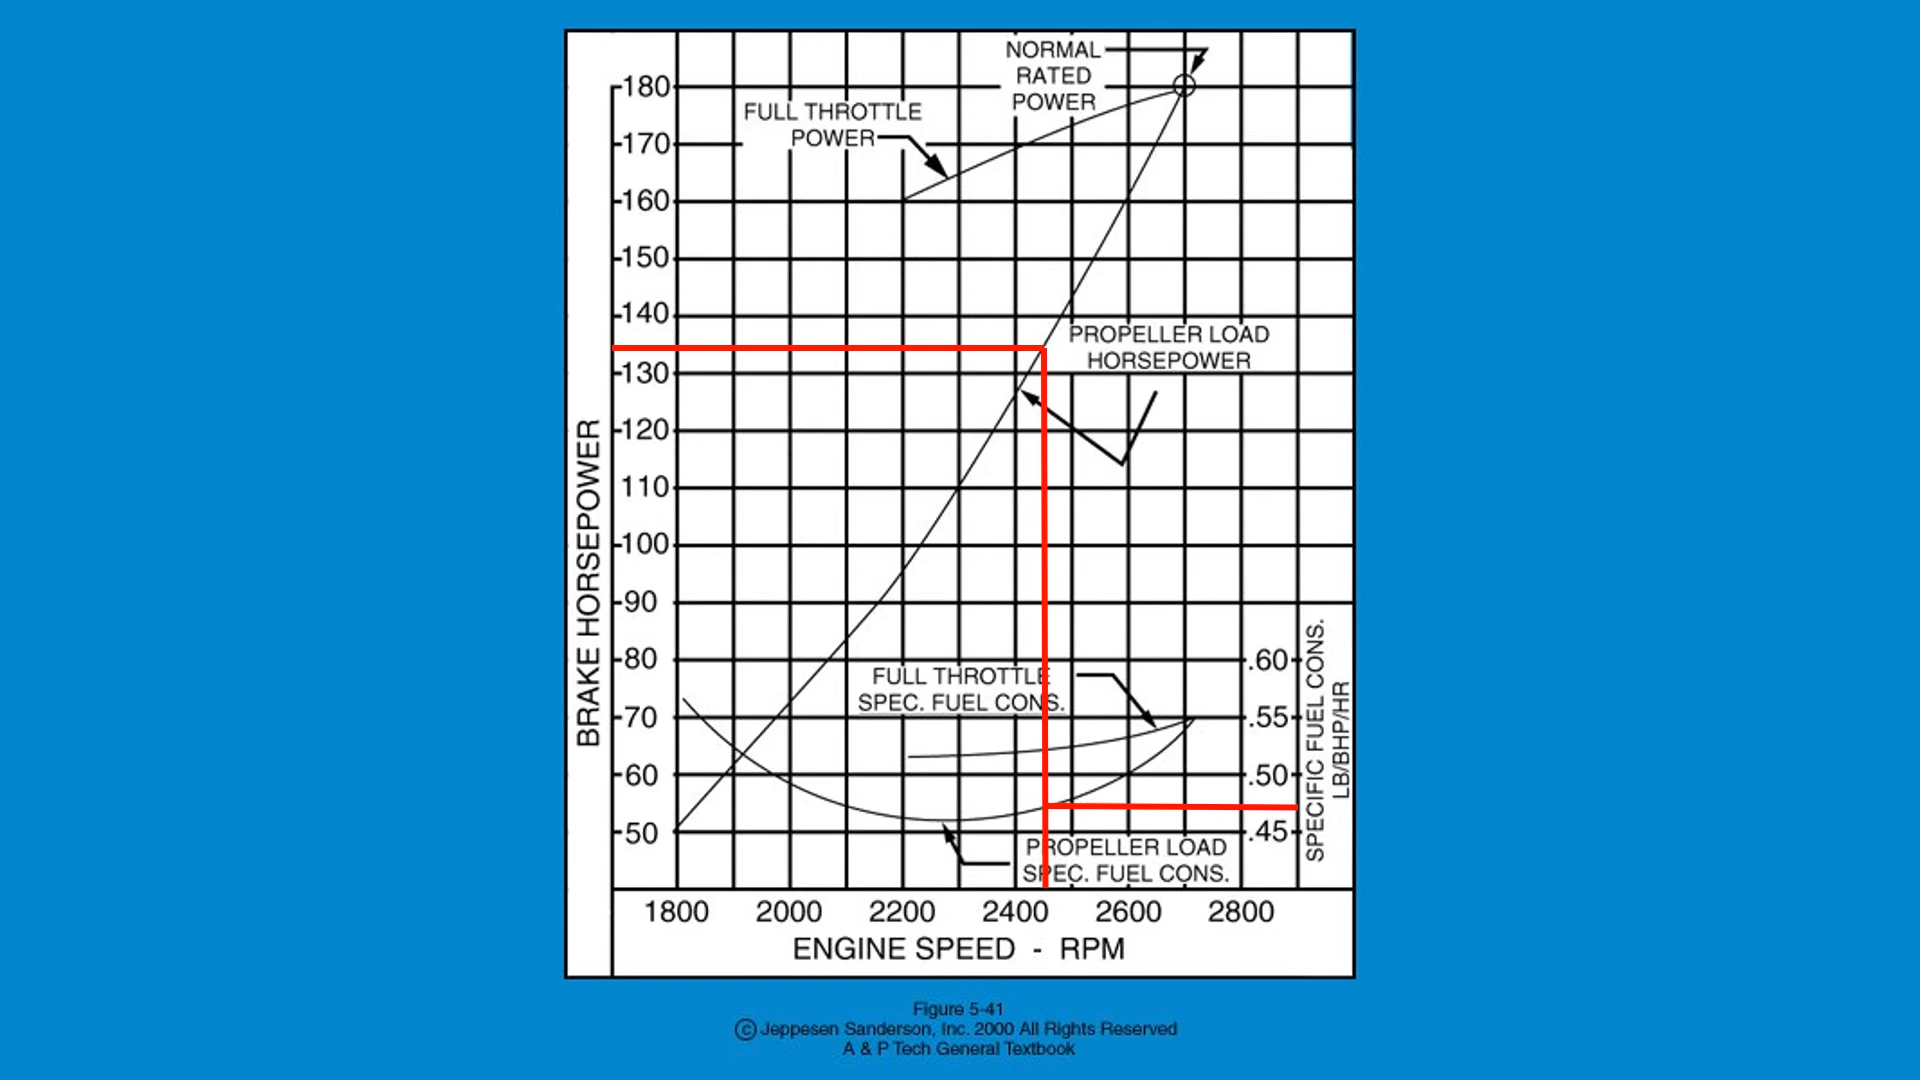 NORMAL
RATED
POWER
FULL THROTTLE
POWER
180
170
160
150
140
130
120
110
100
90
80
70
60
50
BRAKE HORSEPOWER
PROPELLER LOAD
HORSEPOWER
FULL THROTTLE
SPEC. FUEL CONS.
.60
.55
.50
.45
SPECIFIC FUEL CONS.
LB/BHP/HR
PROPELLER LOAD
SPEC. FUEL CONS.
1800 2000 2200 2400 2600 2800
ENGINE SPEED - RPM
Figure 5-41
© Jeppesen Sanderson, Inc. 2000 All Rights Reserved
A & P Tech General Textbook